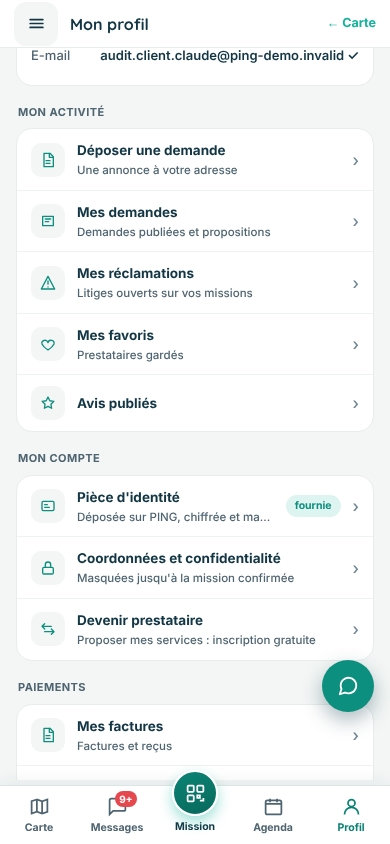 Mon profil
← Carte
E-mail
audit.client.claude@ping-demo.invalid ✓
MON ACTIVITÉ
Déposer une demande
Une annonce à votre adresse
Mes demandes
Demandes publiées et propositions
Mes réclamations
Litiges ouverts sur vos missions
Mes favoris
Prestataires gardés
Avis publiés
MON COMPTE
Pièce d'identité
Déposée sur PING, chiffrée et ma...
fournie
Coordonnées et confidentialité
Masquées jusqu'à la mission confirmée
Devenir prestataire
Proposer mes services : inscription gratuite
PAIEMENTS
Mes factures
Factures et reçus
9+
Carte
Messages
Mission
Agenda
Profil